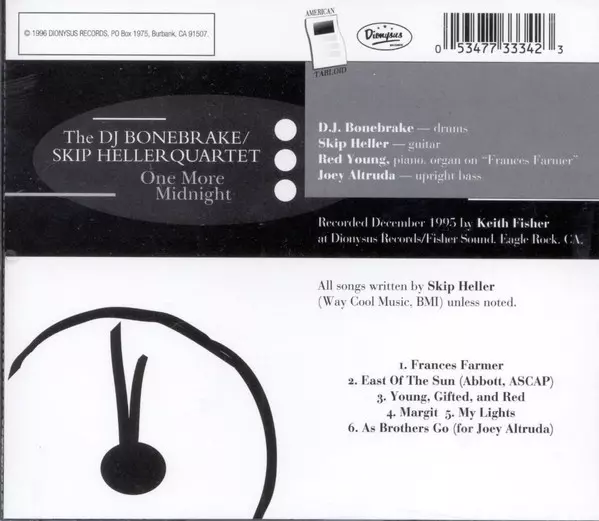 © 1996 DIONYSUS RECORDS, PO Box 1975, Burbank, CA 91507.
AMERICAN
TABLOID
Dionysus
0 53477 33342 3
The DJ BONEBRAKE/
SKIP HELLERQUARTET
One More
Midnight
D.J. Bonebrake — drums
Skip Heller — guitar
Red Young, piano, organ on "Frances Farmer"
Joey Altruda — upright bass
Recorded December 1995 by Keith Fisher
at Dionysus Records/Fisher Sound, Eagle Rock, CA.
All songs written by Skip Heller
(Way Cool Music, BMI) unless noted.
1. Frances Farmer
2. East Of The Sun (Abbott, ASCAP)
3. Young, Gifted, and Red
4. Margit 5. My Lights
6. As Brothers Go (for Joey Altruda)